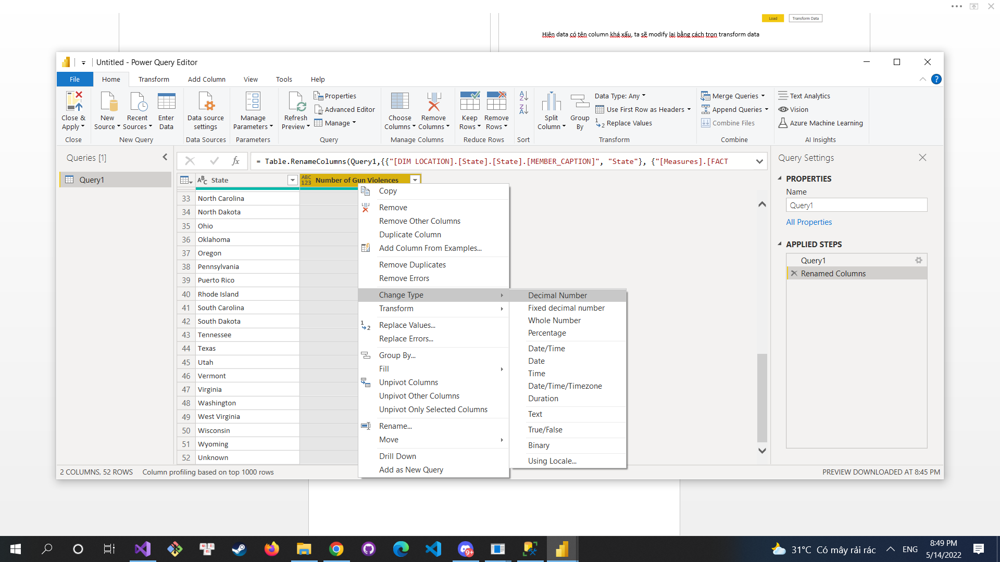 Load Transform Data
Hiện data có tên column khá xấu, ta sẽ modify lại bằng cách trọn transform data
Untitled - Power Query Editor
File Home Transform Add Column View Tools Help
Close & Apply
New Source
Recent Sources
Enter Data
Data source settings
Manage Parameters
Refresh Preview
Properties
Advanced Editor
Manage
Choose Columns
Remove Columns
Keep Rows
Remove Rows
Split Column
Group By
Data Type: Any
Use First Row as Headers
Replace Values
Merge Queries
Append Queries
Combine Files
Text Analytics
Vision
Azure Machine Learning
Close New Query Data Sources Parameters Query Manage Columns Reduce Rows Sort Transform Combine AI Insights
Queries [1]
Query1
fx = Table.RenameColumns(Query1,{{"[DIM LOCATION].[State].[State].[MEMBER_CAPTION]", "State"}, {"[Measures].[FACT
ABC State ABC 123 Number of Gun Violences
33 North Carolina
34 North Dakota
35 Ohio
36 Oklahoma
37 Oregon
38 Pennsylvania
39 Puerto Rico
40 Rhode Island
41 South Carolina
42 South Dakota
43 Tennessee
44 Texas
45 Utah
46 Vermont
47 Virginia
48 Washington
49 West Virginia
50 Wisconsin
51 Wyoming
52 Unknown
Copy
Remove
Remove Other Columns
Duplicate Column
Add Column From Examples...
Remove Duplicates
Remove Errors
Change Type
Transform
Replace Values...
Replace Errors...
Group By...
Fill
Unpivot Columns
Unpivot Other Columns
Unpivot Only Selected Columns
Rename...
Move
Drill Down
Add as New Query
Decimal Number
Fixed decimal number
Whole Number
Percentage
Date/Time
Date
Time
Date/Time/Timezone
Duration
Text
True/False
Binary
Using Locale...
Query Settings
PROPERTIES
Name
Query1
All Properties
APPLIED STEPS
Query1
Renamed Columns
2 COLUMNS, 52 ROWS Column profiling based on top 1000 rows
PREVIEW DOWNLOADED AT 8:45 PM
9+
31°C Có mây rải rác
ENG
8:49 PM
5/14/2022